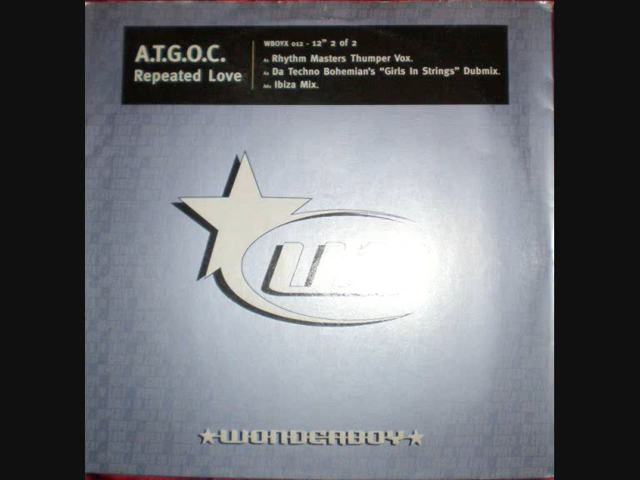 A.T.G.O.C.
Repeated Love
WBOYX 012 - 12" 2 of 2
Rhythm Masters Thumper Vox.
Da Techno Bohemian's "Girls In Strings" Dubmix.
Ibiza Mix.
WONDERBOY